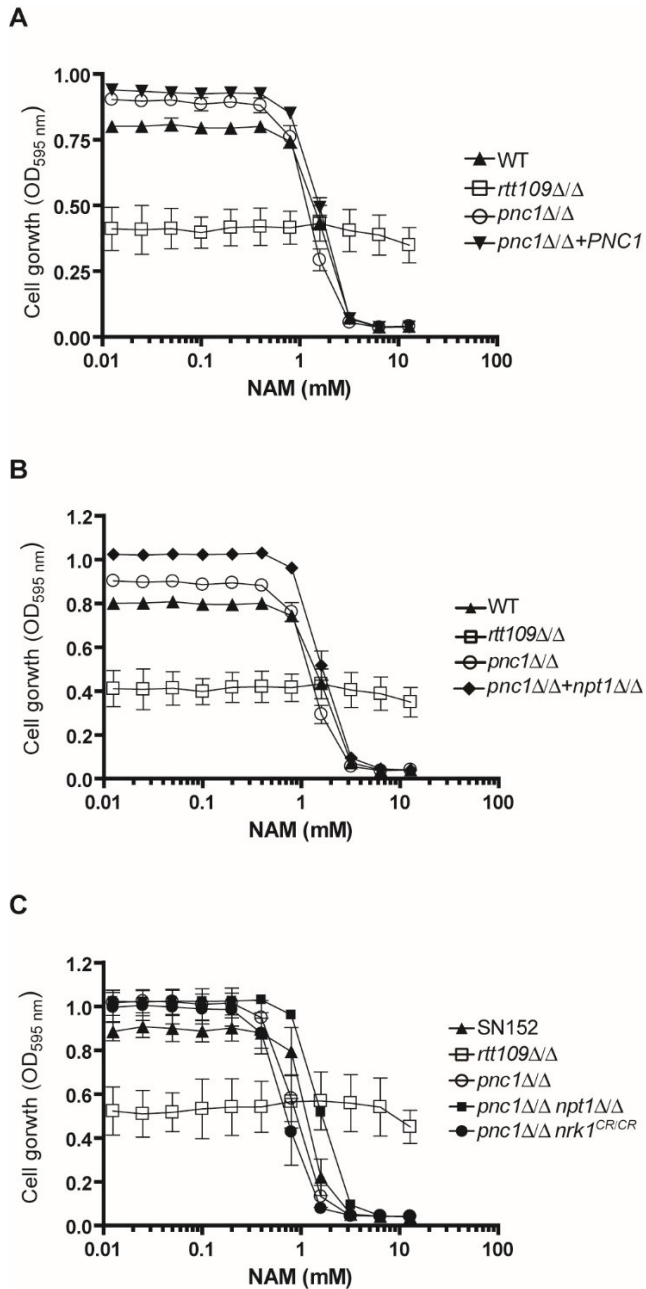 A
Cell gorwth (OD595 nm)
1.00
0.75
0.50
0.25
0.00
0.01
0.1
1
10
100
NAM (mM)
WT
rtt109Δ/Δ
pnc1Δ/Δ
pnc1Δ/Δ+PNC1
B
Cell gorwth (OD595 nm)
1.2
1.0
0.8
0.6
0.4
0.2
0.0
0.01
0.1
1
10
100
NAM (mM)
WT
rtt109Δ/Δ
pnc1Δ/Δ
pnc1Δ/Δ+npt1Δ/Δ
C
Cell gorwth (OD595 nm)
1.2
1.0
0.8
0.6
0.4
0.2
0.0
0.01
0.1
1
10
100
NAM (mM)
SN152
rtt109Δ/Δ
pnc1Δ/Δ
pnc1Δ/Δ npt1Δ/Δ
pnc1Δ/Δ nrk1CR/CR